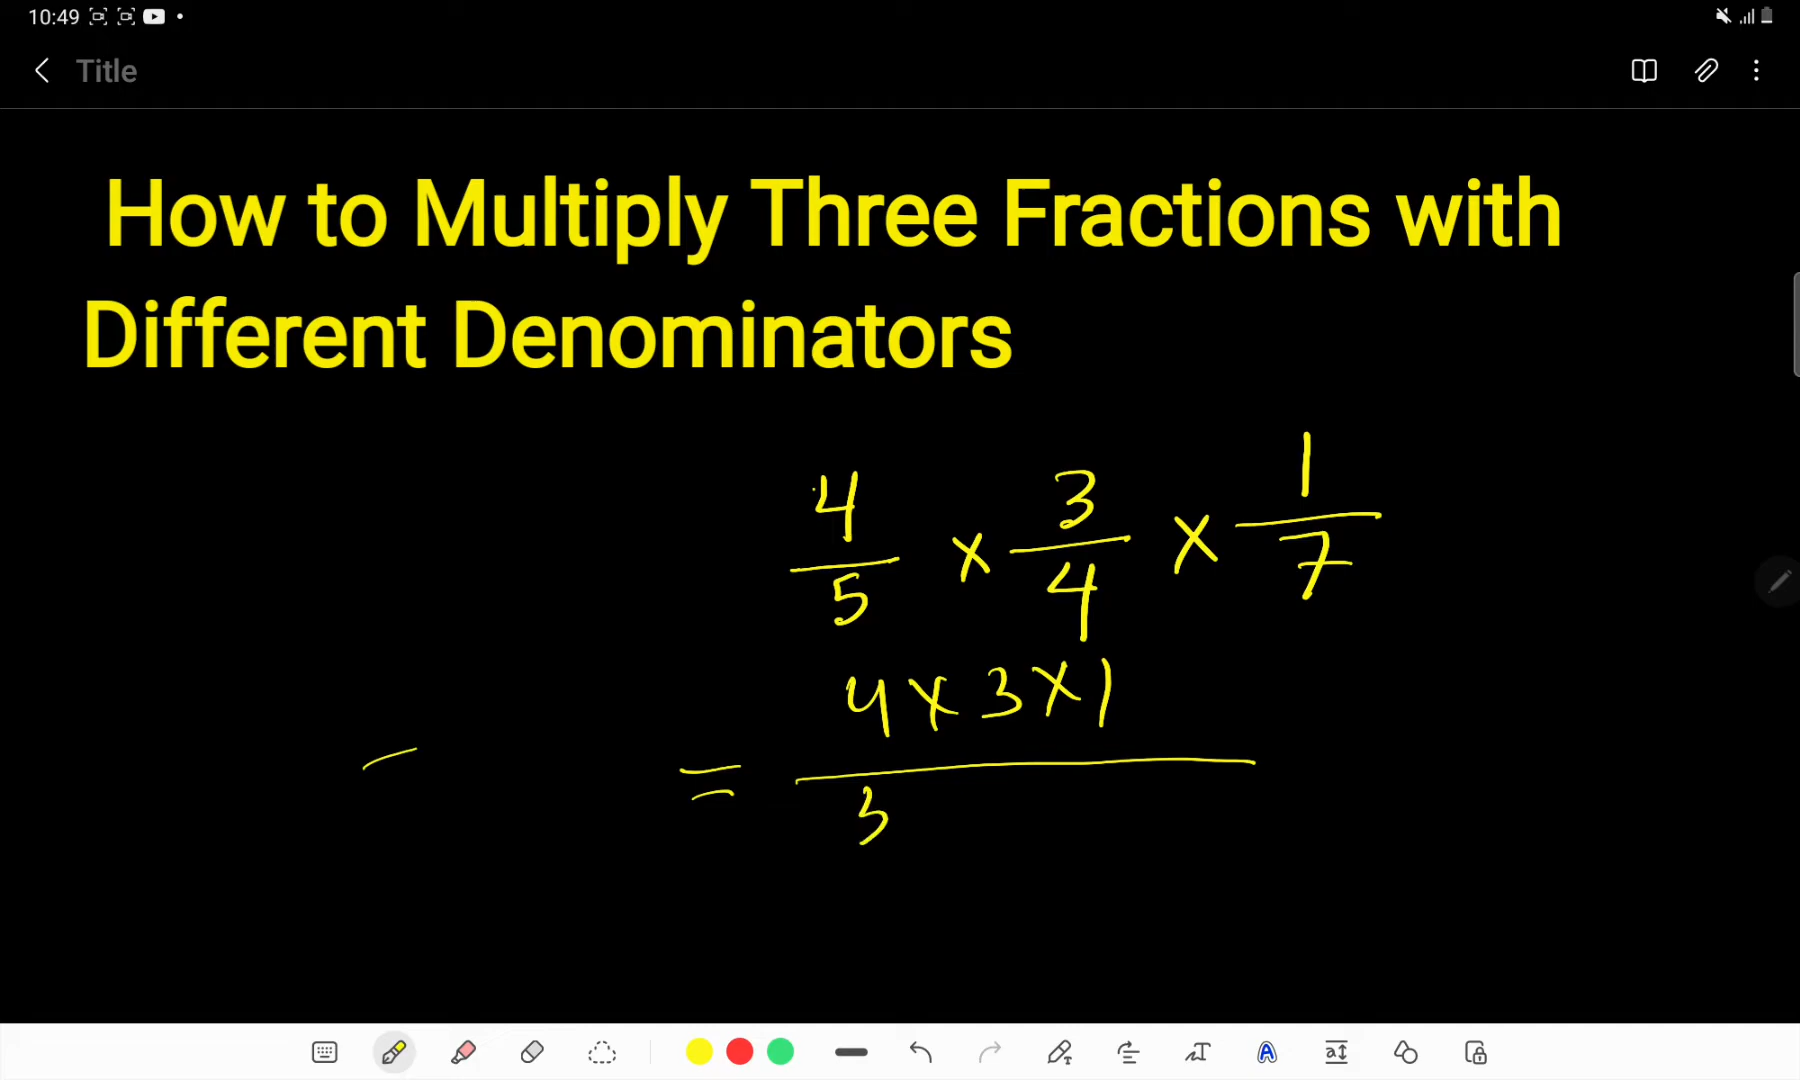 10:49
Title
How to Multiply Three Fractions with
Different Denominators
4/5 × 3/4 × 1/7
= 4 × 3 × 1